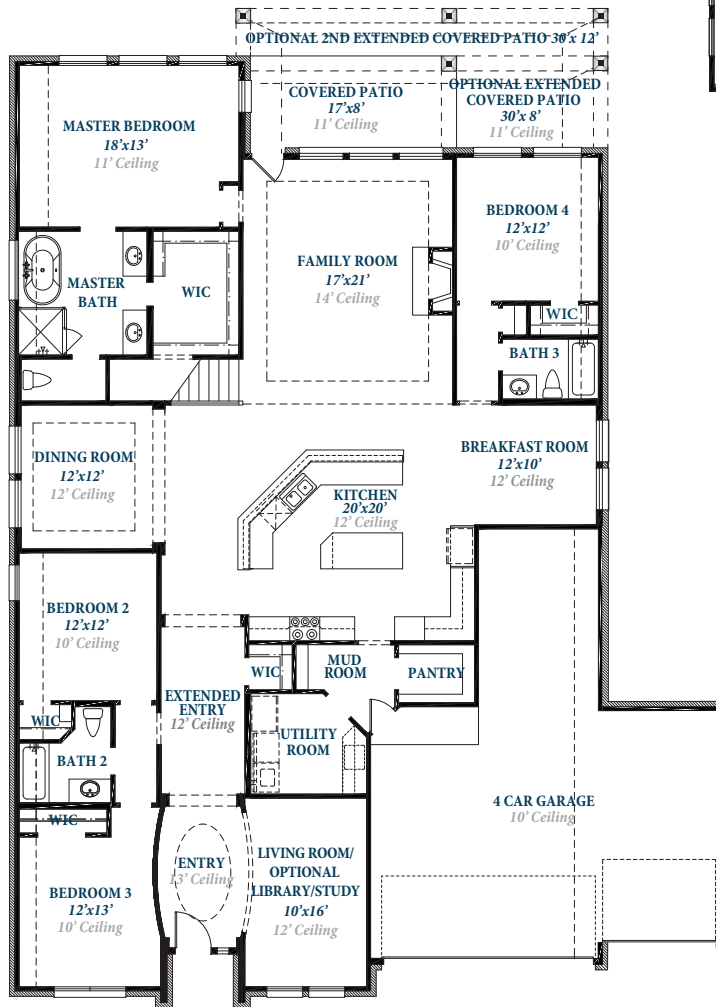 OPTIONAL 2ND EXTENDED COVERED PATIO 30'x 12'
COVERED PATIO
17'x8'
11' Ceiling
OPTIONAL EXTENDED
COVERED PATIO
30'x 8'
11' Ceiling
MASTER BEDROOM
18'x13'
11' Ceiling
BEDROOM 4
12'x12'
10' Ceiling
FAMILY ROOM
17'x21'
14' Ceiling
MASTER
BATH
WIC
WIC
BATH 3
DINING ROOM
12'x12'
12' Ceiling
BREAKFAST ROOM
12'x10'
12' Ceiling
KITCHEN
20'x20'
12' Ceiling
BEDROOM 2
12'x12'
10' Ceiling
WIC
MUD
ROOM
PANTRY
EXTENDED
ENTRY
12' Ceiling
WIC
UTILITY
ROOM
BATH 2
WIC
4 CAR GARAGE
10' Ceiling
ENTRY
13' Ceiling
LIVING ROOM/
OPTIONAL
LIBRARY/STUDY
10'x16'
12' Ceiling
BEDROOM 3
12'x13'
10' Ceiling